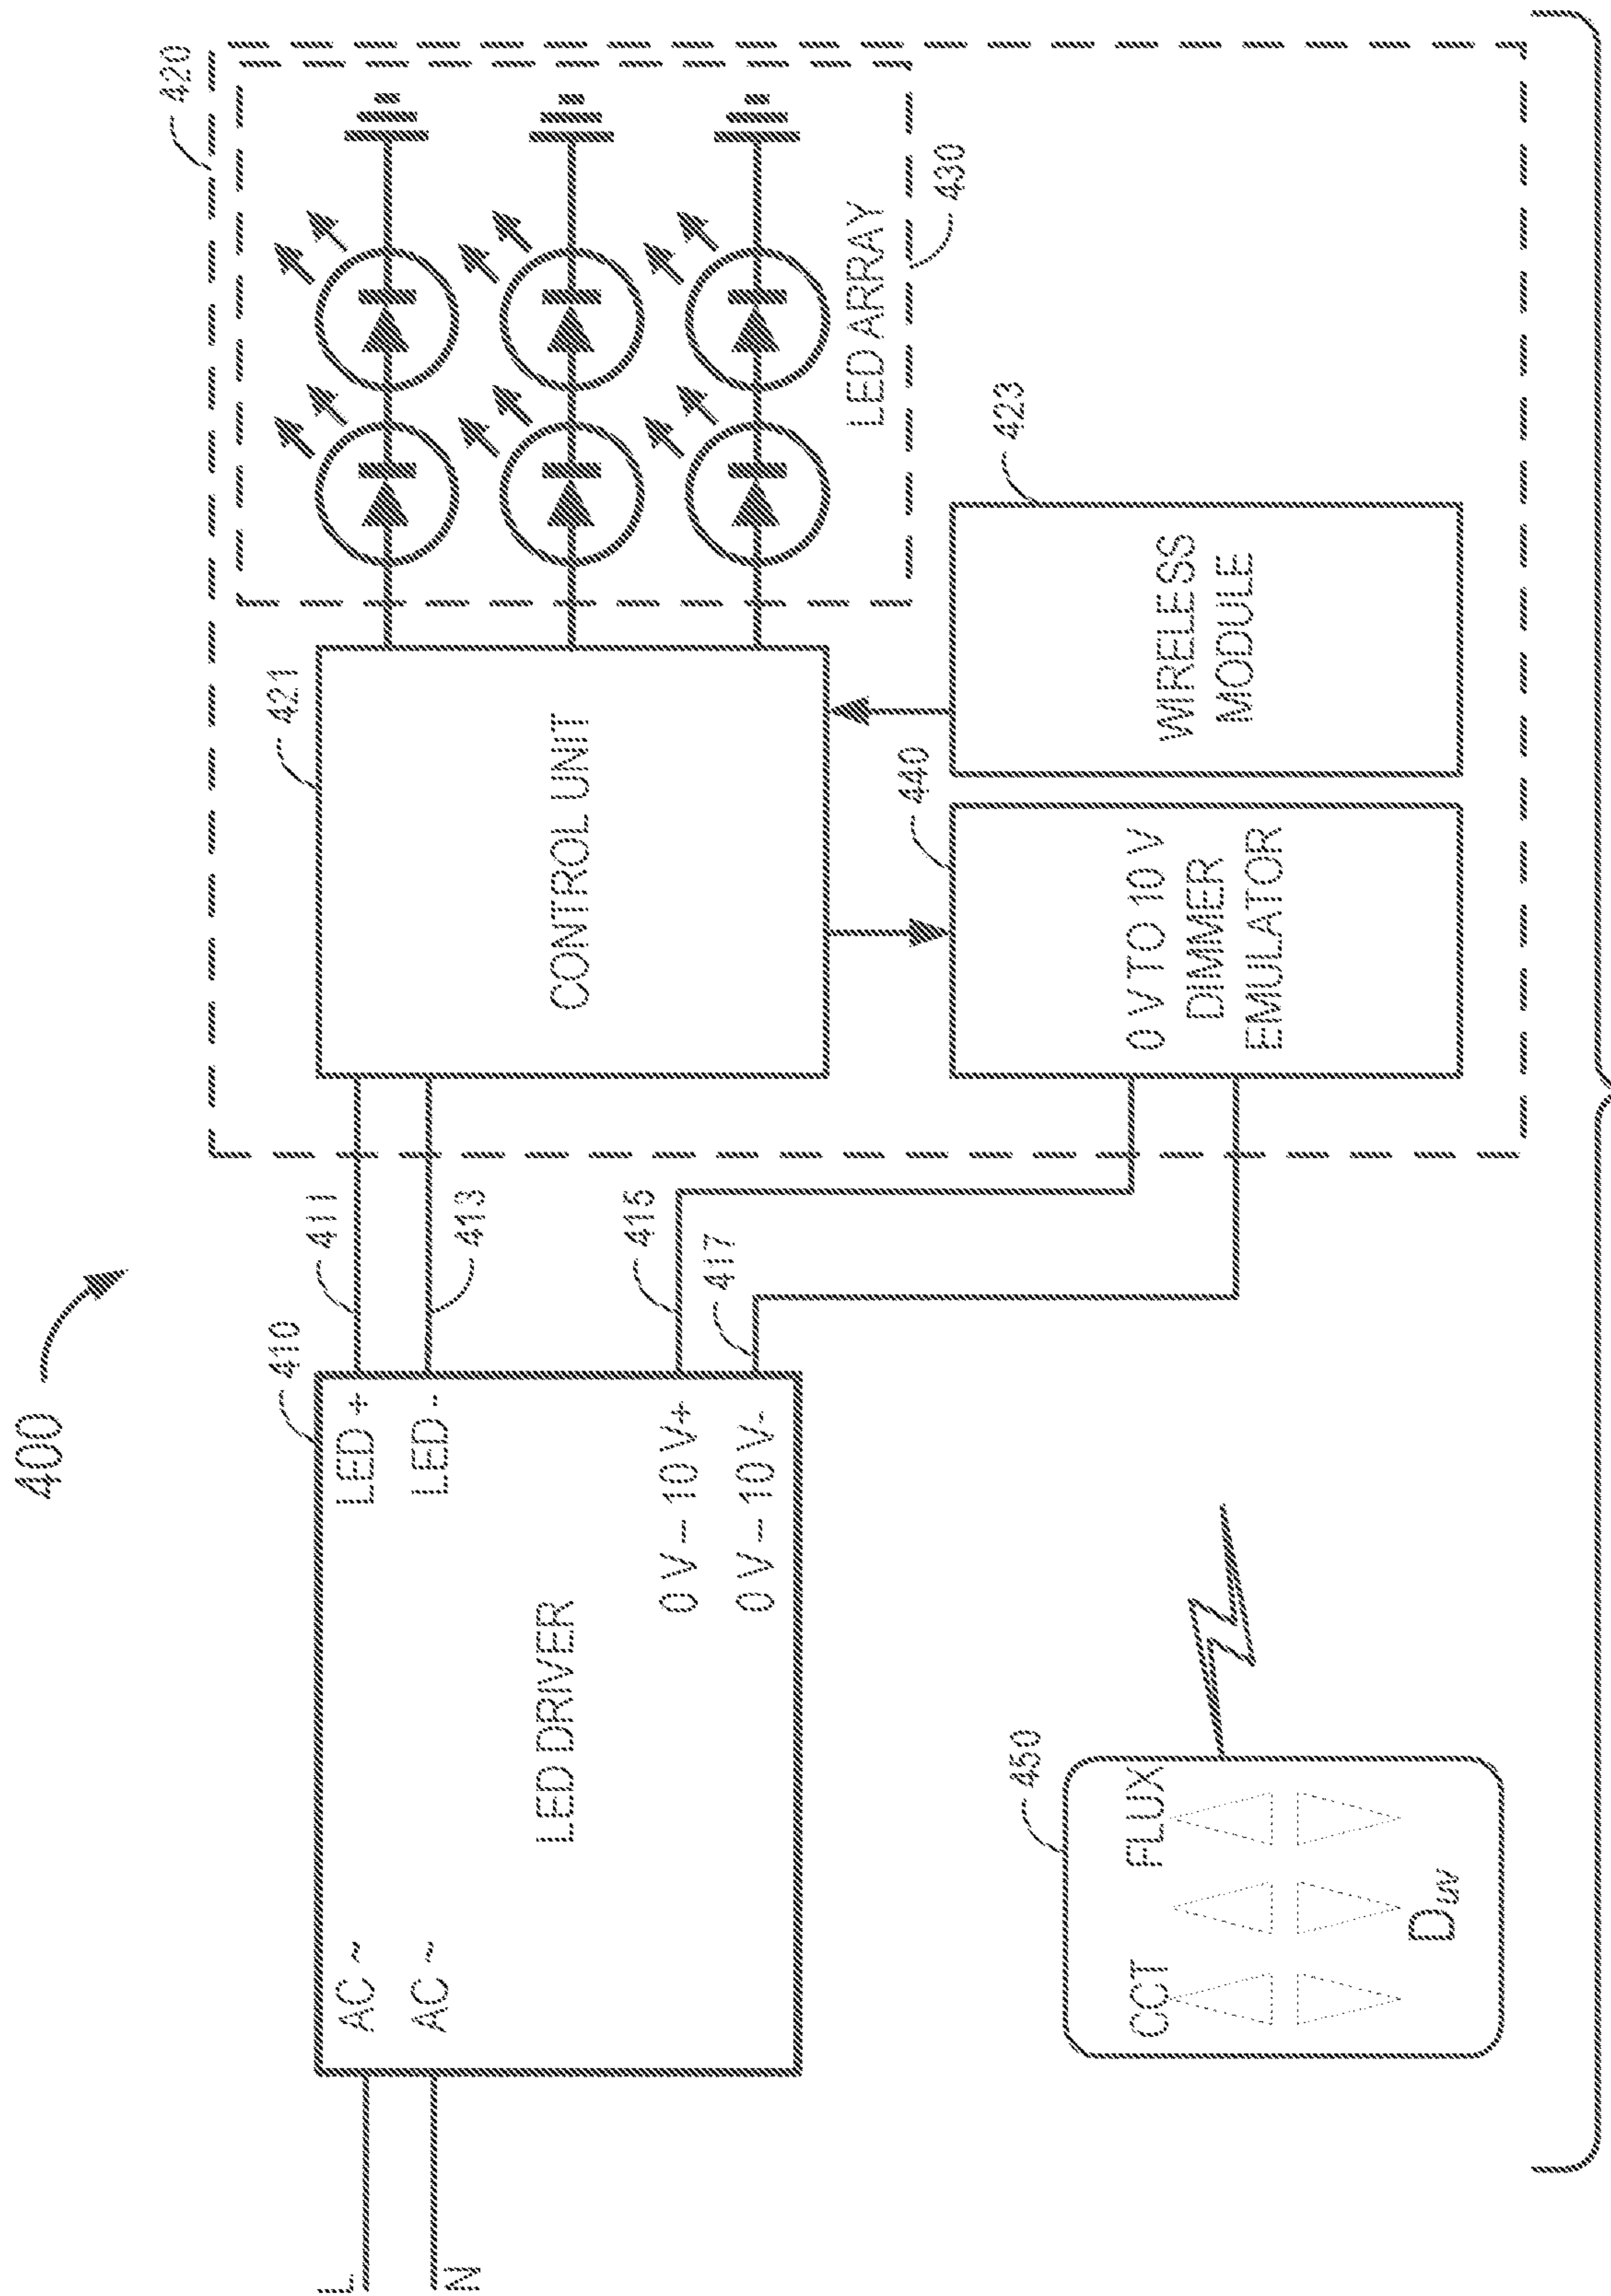 400
420
421
CONTROL UNIT
LED ARRAY
430
410
LED DRIVER
AC ~
AC ~
LED +
LED -
0 V – 10 V+
0 V – 10 V-
411
413
415
417
L
N
440
0 V TO 10 V
DIMMER
EMULATOR
423
WIRELESS
MODULE
450
CCT
FLUX
Duv